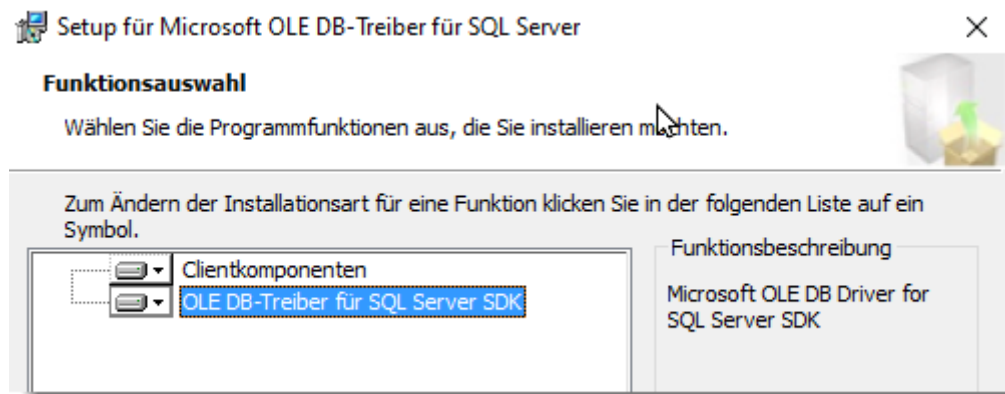 Setup für Microsoft OLE DB-Treiber für SQL Server
Funktionsauswahl
Wählen Sie die Programmfunktionen aus, die Sie installieren möchten.
Zum Ändern der Installationsart für eine Funktion klicken Sie in der folgenden Liste auf ein
Symbol.
Clientkomponenten
OLE DB-Treiber für SQL Server SDK
Funktionsbeschreibung
Microsoft OLE DB Driver for
SQL Server SDK